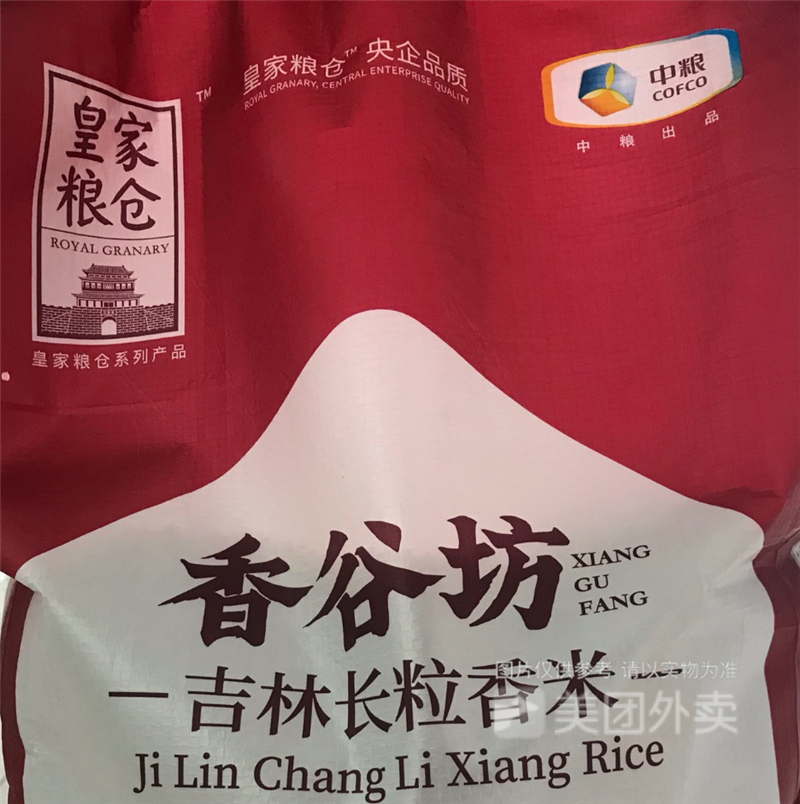 皇家粮仓™ 央企品质
ROYAL GRANARY, CENTRAL ENTERPRISE QUALITY
中粮
COFCO
中粮出品
TM
皇家
粮仓
ROYAL GRANARY
皇家粮仓系列产品
香谷坊
XIANG
GU
FANG
图片仅供参考 请以实物为准
一吉林长粒香米一
美团外卖
Ji Lin Chang Li Xiang Rice